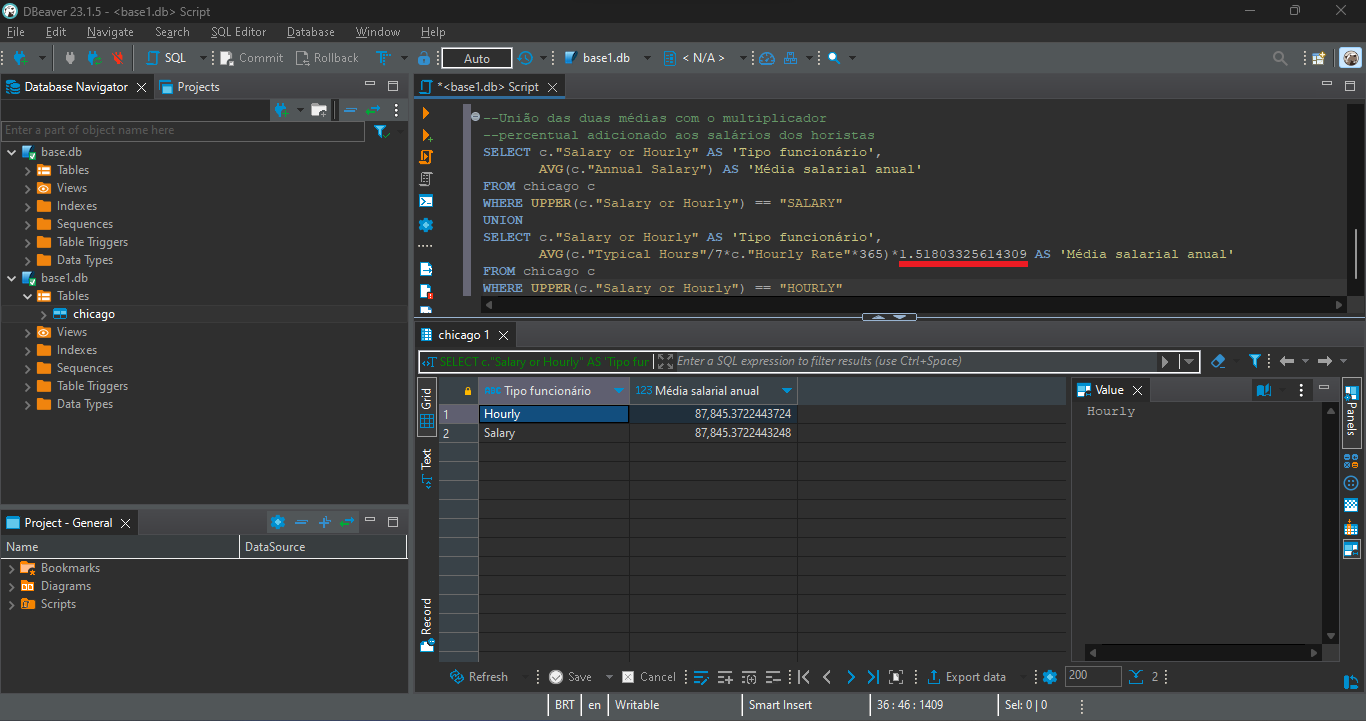 DBeaver 23.1.5 - <base1.db> Script
File Edit Navigate Search SQL Editor Database Window Help
SQL Commit Rollback Auto base1.db < N/A >
Database Navigator Projects
Enter a part of object name here
base.db
Tables
Views
Indexes
Sequences
Table Triggers
Data Types
base1.db
Tables
chicago
Views
Indexes
Sequences
Table Triggers
Data Types
Project - General
Name DataSource
Bookmarks
Diagrams
Scripts
*<base1.db> Script
--União das duas médias com o multiplicador
--percentual adicionado aos salários dos horistas
SELECT c."Salary or Hourly" AS 'Tipo funcionário',
AVG(c."Annual Salary") AS 'Média salarial anual'
FROM chicago c
WHERE UPPER(c."Salary or Hourly") == "SALARY"
UNION
SELECT c."Salary or Hourly" AS 'Tipo funcionário',
AVG(c."Typical Hours"/7*c."Hourly Rate"*365)*1.51803325614309 AS 'Média salarial anual'
FROM chicago c
WHERE UPPER(c."Salary or Hourly") == "HOURLY"
chicago 1
SELECT c."Salary or Hourly" AS 'Tipo fun Enter a SQL expression to filter results (use Ctrl+Space)
Grid
Text
Record
ABC Tipo funcionário 123 Média salarial anual
1 Hourly 87,845.3722443724
2 Salary 87,845.3722443248
Value
Hourly
Panels
Refresh Save Cancel Export data 200 2
BRT en Writable Smart Insert 36 : 46 : 1409 Sel: 0 | 0